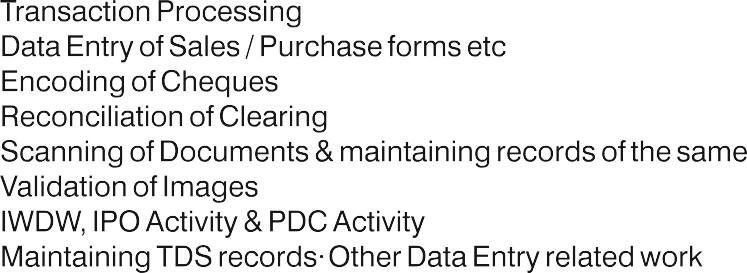 Transaction Processing
Data Entry of Sales / Purchase forms etc
Encoding of Cheques
Reconciliation of Clearing
Scanning of Documents & maintaining records of the same
Validation of Images
IWDW, IPO Activity & PDC Activity
Maintaining TDS records· Other Data Entry related work